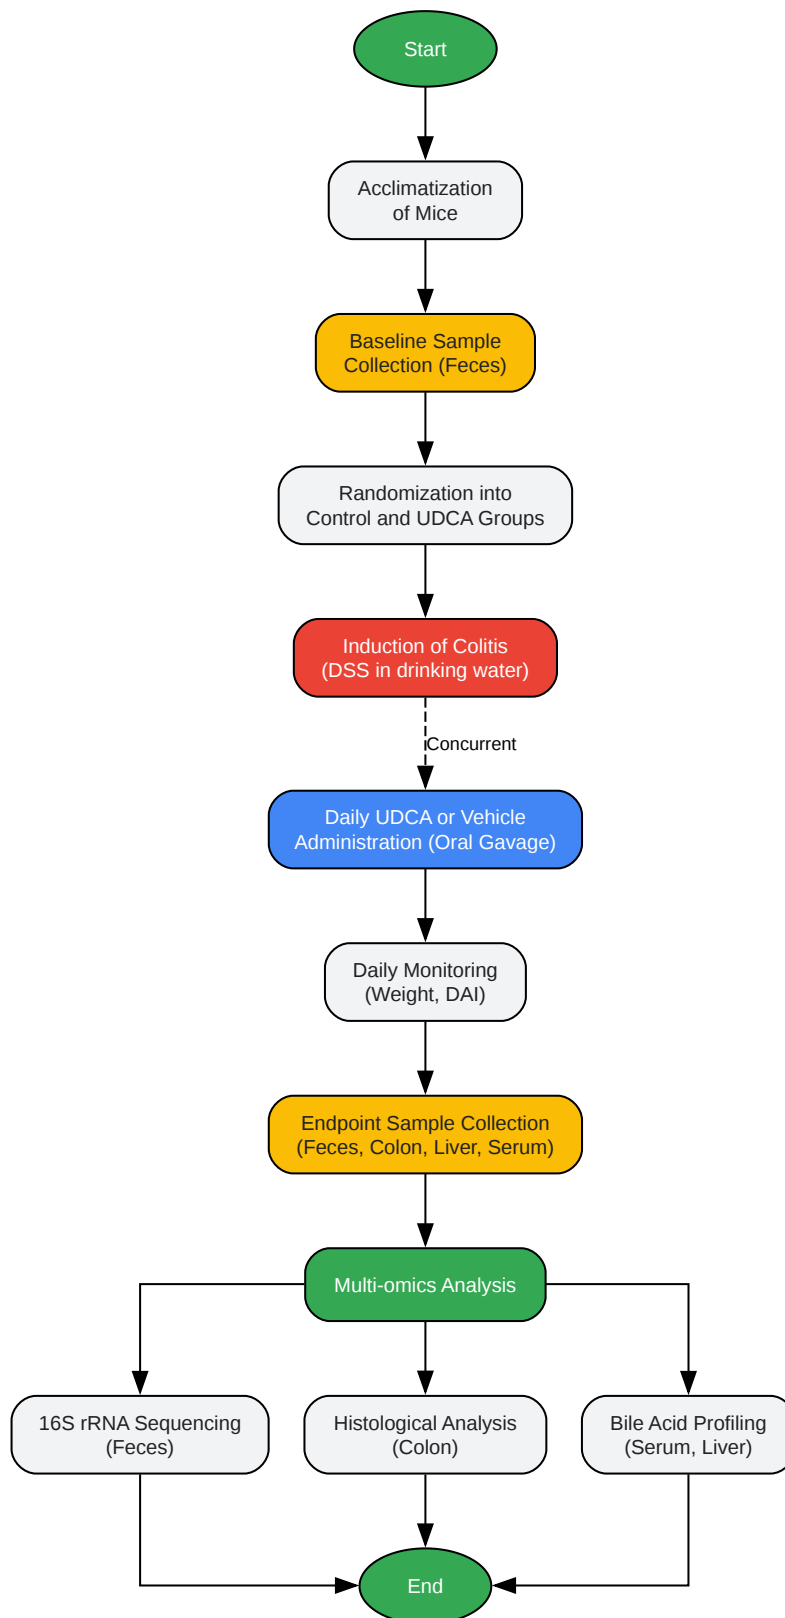 Start
Acclimatization
of Mice
Baseline Sample
Collection (Feces)
Randomization into
Control and UDCA Groups
Induction of Colitis
(DSS in drinking water)
Concurrent
Daily UDCA or Vehicle
Administration (Oral Gavage)
Daily Monitoring
(Weight, DAI)
Endpoint Sample Collection
(Feces, Colon, Liver, Serum)
Multi-omics Analysis
16S rRNA Sequencing
(Feces)
Histological Analysis
(Colon)
Bile Acid Profiling
(Serum, Liver)
End